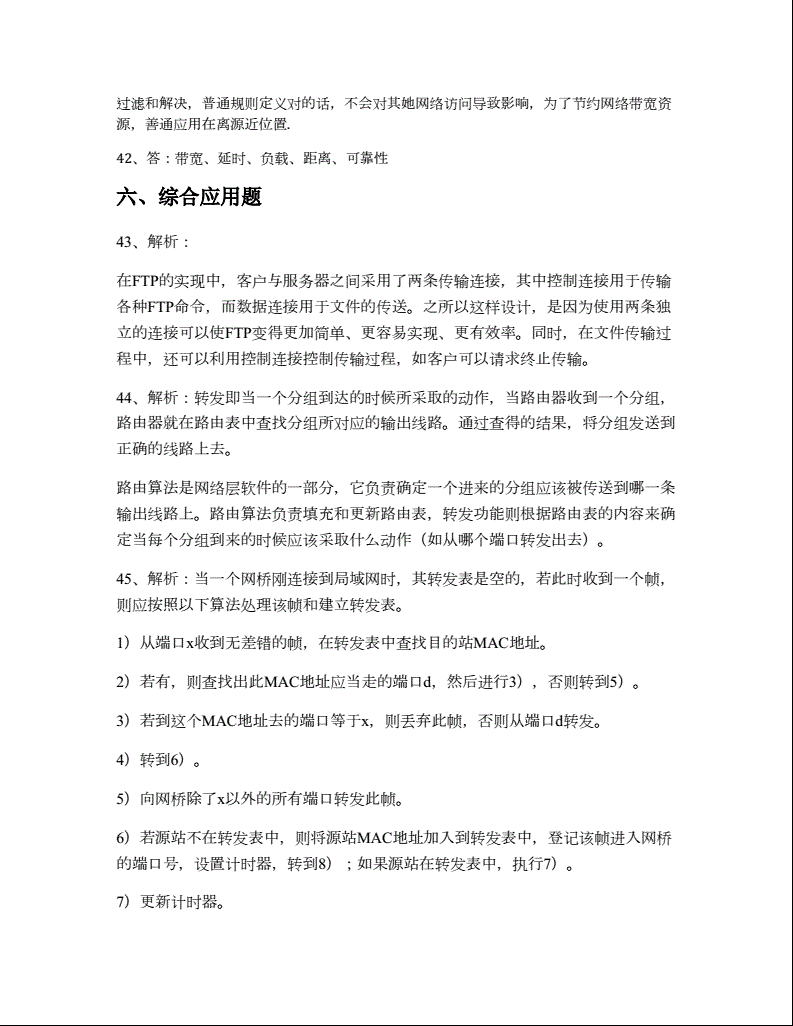 过滤和解决，普通规则定义对的话，不会对其她网络访问导致影响，为了节约网络带宽资
源，善通应用在离源近位置.
42、答：带宽、延时、负载、距离、可靠性
六、综合应用题
43、解析：
在FTP的实现中，客户与服务器之间采用了两条传输连接，其中控制连接用于传输
各种FTP命令，而数据连接用于文件的传送。之所以这样设计，是因为使用两条独
立的连接可以使FTP变得更加简单、更容易实现、更有效率。同时，在文件传输过
程中，还可以利用控制连接控制传输过程，如客户可以请求终止传输。
44、解析：转发即当一个分组到达的时候所采取的动作，当路由器收到一个分组，
路由器就在路由表中查找分组所对应的输出线路。通过查得的结果，将分组发送到
正确的线路上去。
路由算法是网络层软件的一部分，它负责确定一个进来的分组应该被传送到哪一条
输出线路上。路由算法负责填充和更新路由表，转发功能则根据路由表的内容来确
定当每个分组到来的时候应该采取什么动作（如从哪个端口转发出去）。
45、解析：当一个网桥刚连接到局域网时，其转发表是空的，若此时收到一个帧，
则应按照以下算法处理该帧和建立转发表。
1）从端口x收到无差错的帧，在转发表中查找目的站MAC地址。
2）若有，则查找出此MAC地址应当走的端口d，然后进行3），否则转到5）。
3）若到这个MAC地址去的端口等于x，则丢弃此帧，否则从端口d转发。
4）转到6）。
5）向网桥除了x以外的所有端口转发此帧。
6）若源站不在转发表中，则将源站MAC地址加入到转发表中，登记该帧进入网桥
的端口号，设置计时器，转到8）；如果源站在转发表中，执行7）。
7）更新计时器。